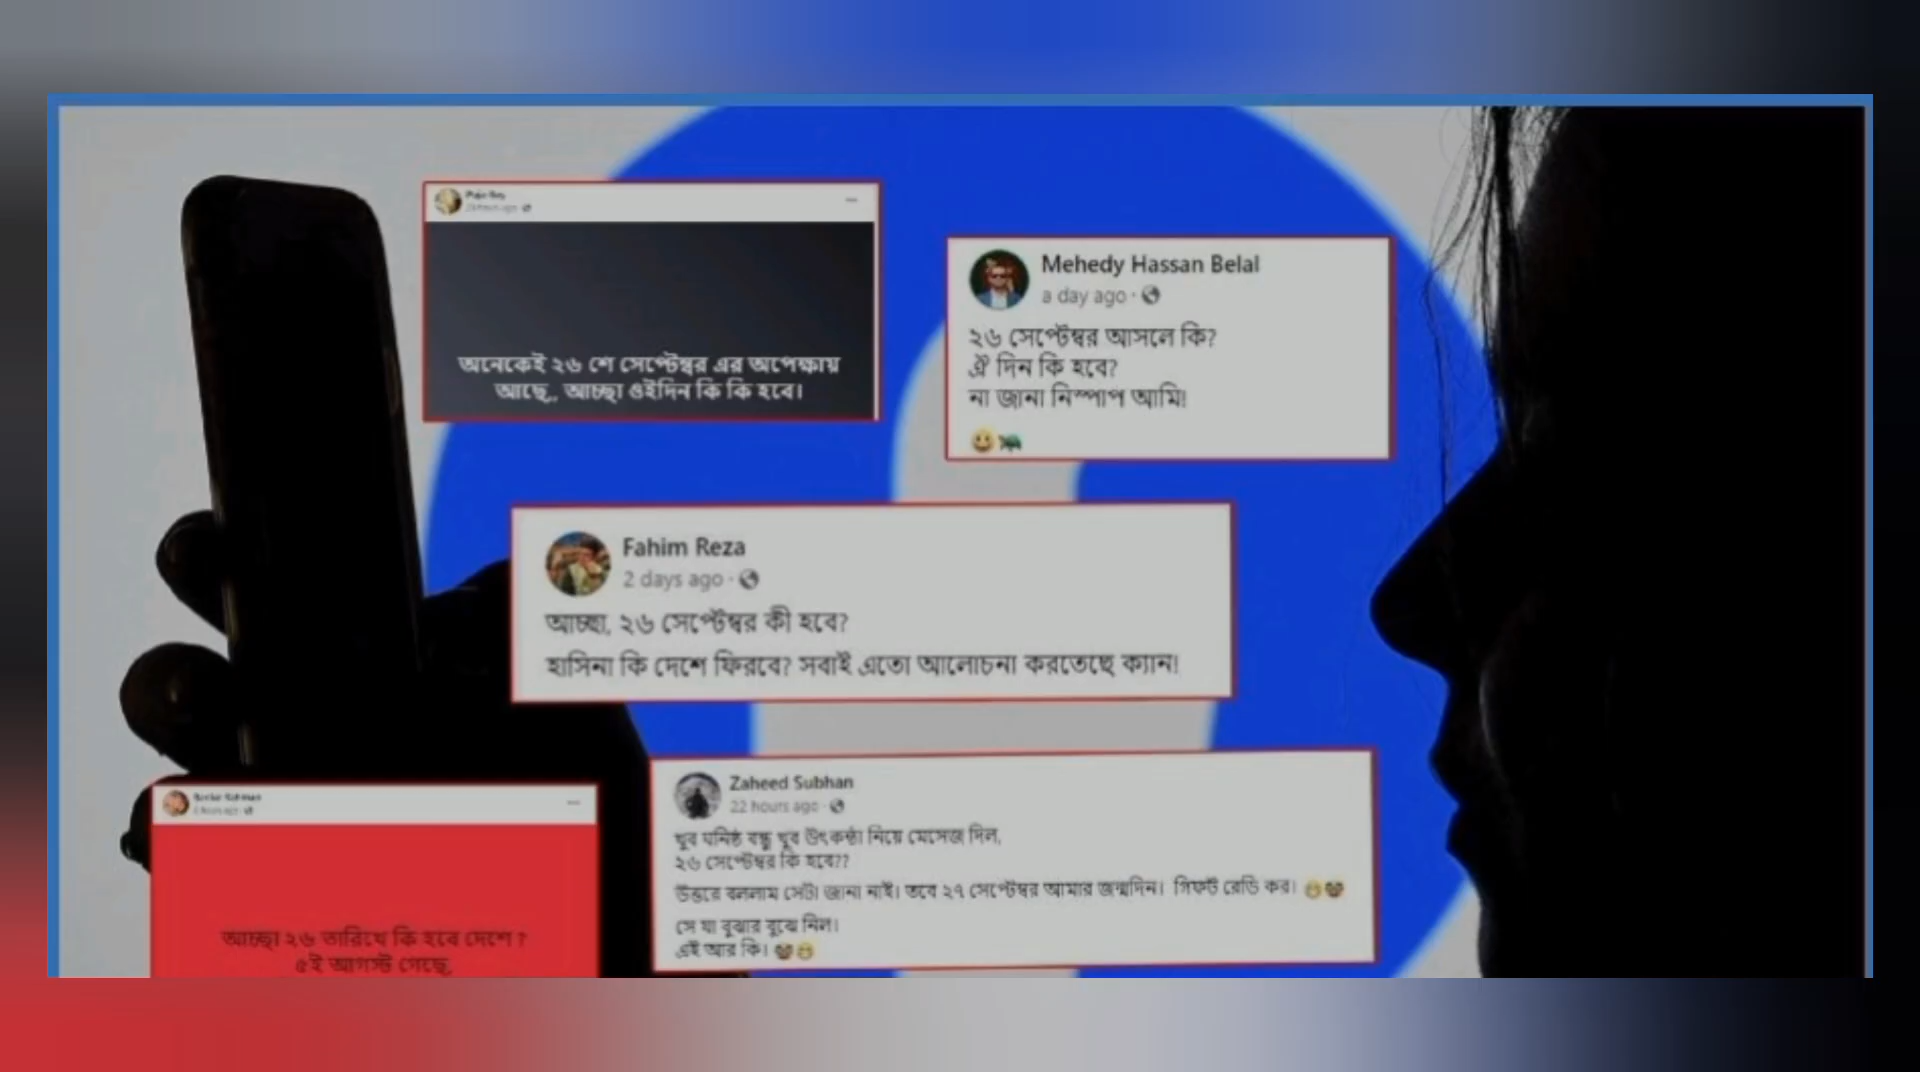 অনেকেই ২৬ শে সেপ্টেম্বর এর অপেক্ষায়
আছে,, আচ্ছা ওইদিন কি কি হবে।
Mehedy Hassan Belal
a day ago ·
২৬ সেপ্টেম্বর আসলে কি?
ঐ দিন কি হবে?
না জানা নিস্পাপ আমি!
Fahim Reza
2 days ago ·
আচ্ছা, ২৬ সেপ্টেম্বর কী হবে?
হাসিনা কি দেশে ফিরবে? সবাই এতো আলোচনা করতেছে ক্যান!
Zaheed Subhan
22 hours ago ·
খুব ঘনিষ্ঠ বন্ধু খুব উৎকণ্ঠা নিয়ে মেসেজ দিল,
২৬ সেপ্টেম্বর কি হবে??
উত্তরে বললাম সেটা জানা নাই। তবে ২৭ সেপ্টেম্বর আমার জন্মদিন। গিফট রেডি কর।
সে যা বুঝার বুঝে নিল।
এই আর কি।
আচ্ছা ২৬ তারিখে কি হবে দেশে ?
৫ই আগস্ট গেছে,